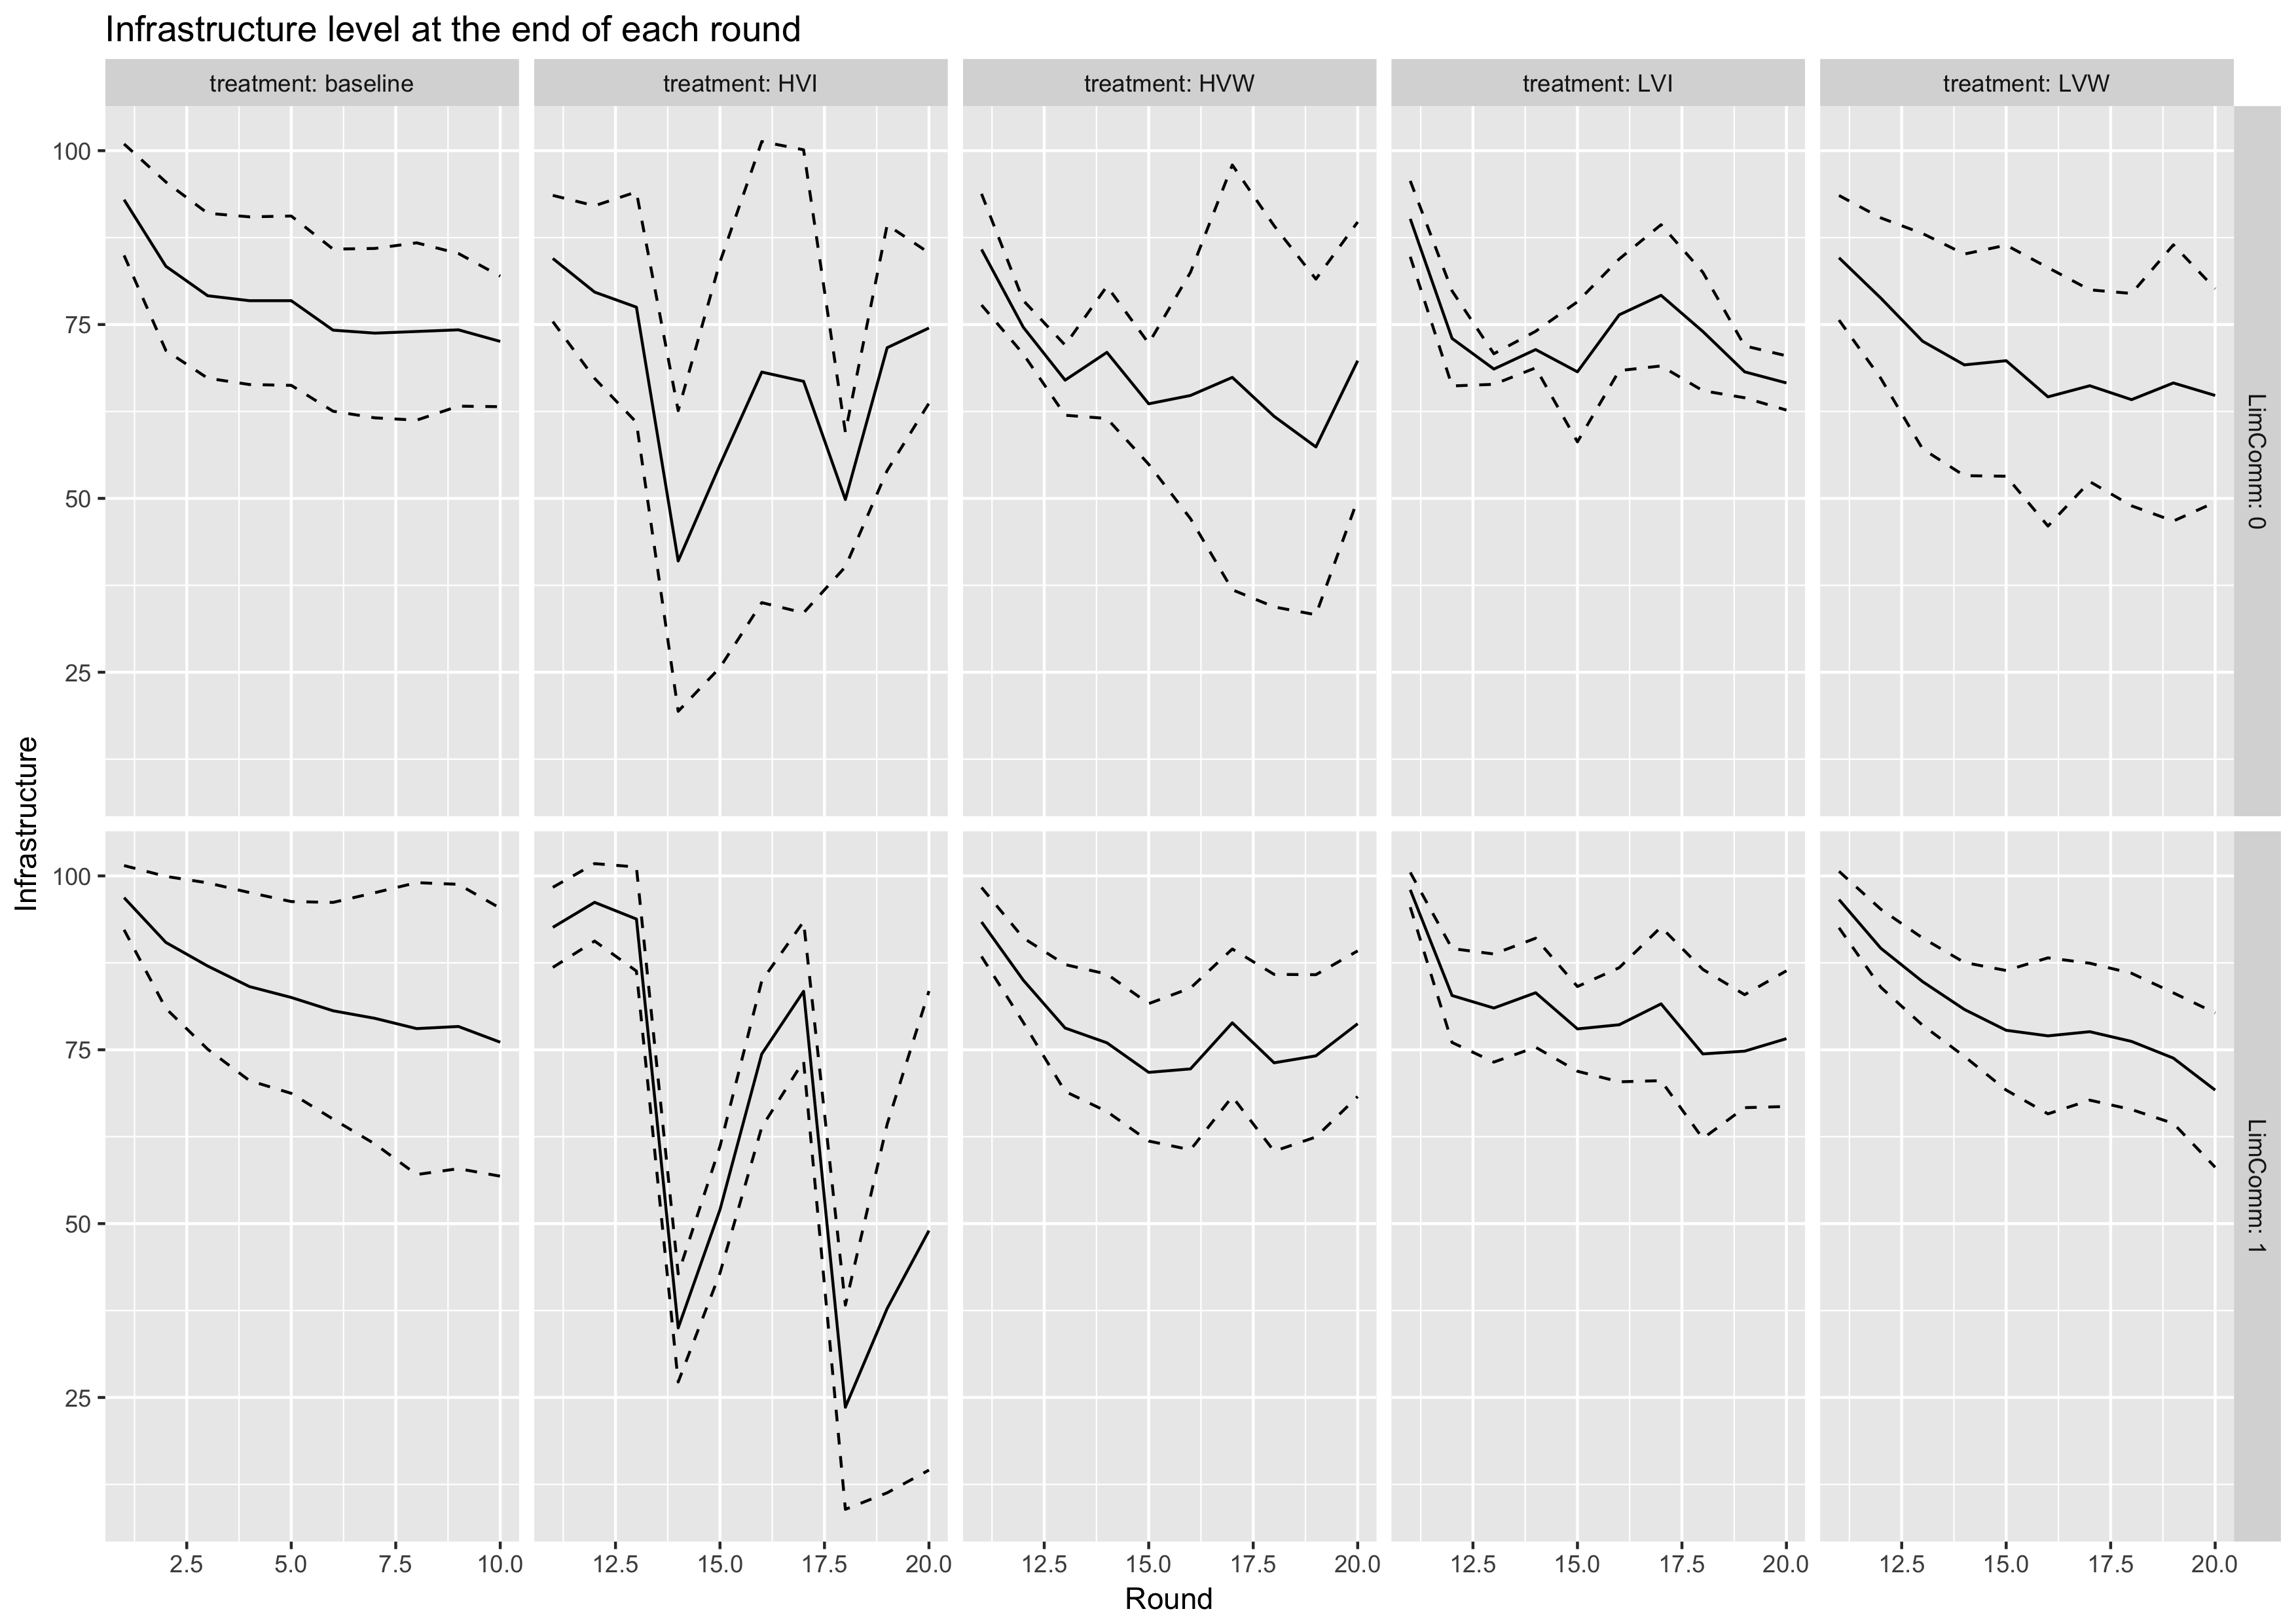 Infrastructure level at the end of each round
treatment: baseline
treatment: HVI
treatment: HVW
treatment: LVI
treatment: LVW
100
75
50
25
LimComm: 0
Infrastructure
100
75
50
25
LimComm: 1
2.5 5.0 7.5 10.0
12.5 15.0 17.5 20.0
12.5 15.0 17.5 20.0
12.5 15.0 17.5 20.0
12.5 15.0 17.5 20.0
Round